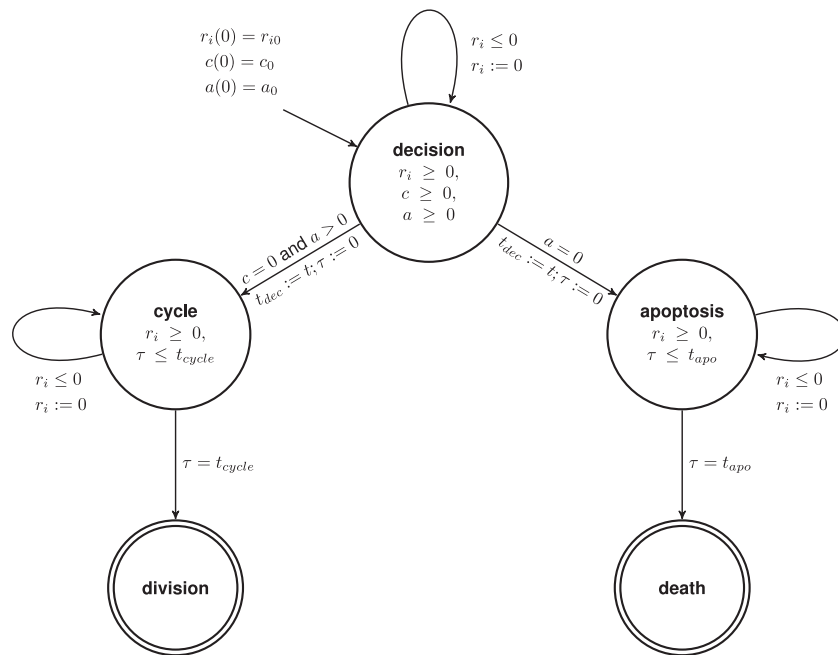 r_i(0) = r_{i0}
c(0) = c_0
a(0) = a_0
r_i ≤ 0
r_i := 0
decision
r_i ≥ 0,
c ≥ 0,
a ≥ 0
c = 0 and a > 0
t_{dec} := t; τ := 0
a = 0
t_{dec} := t; τ := 0
cycle
r_i ≥ 0,
τ ≤ t_{cycle}
r_i ≤ 0
r_i := 0
apoptosis
r_i ≥ 0,
τ ≤ t_{apo}
r_i ≤ 0
r_i := 0
τ = t_{cycle}
τ = t_{apo}
division
death